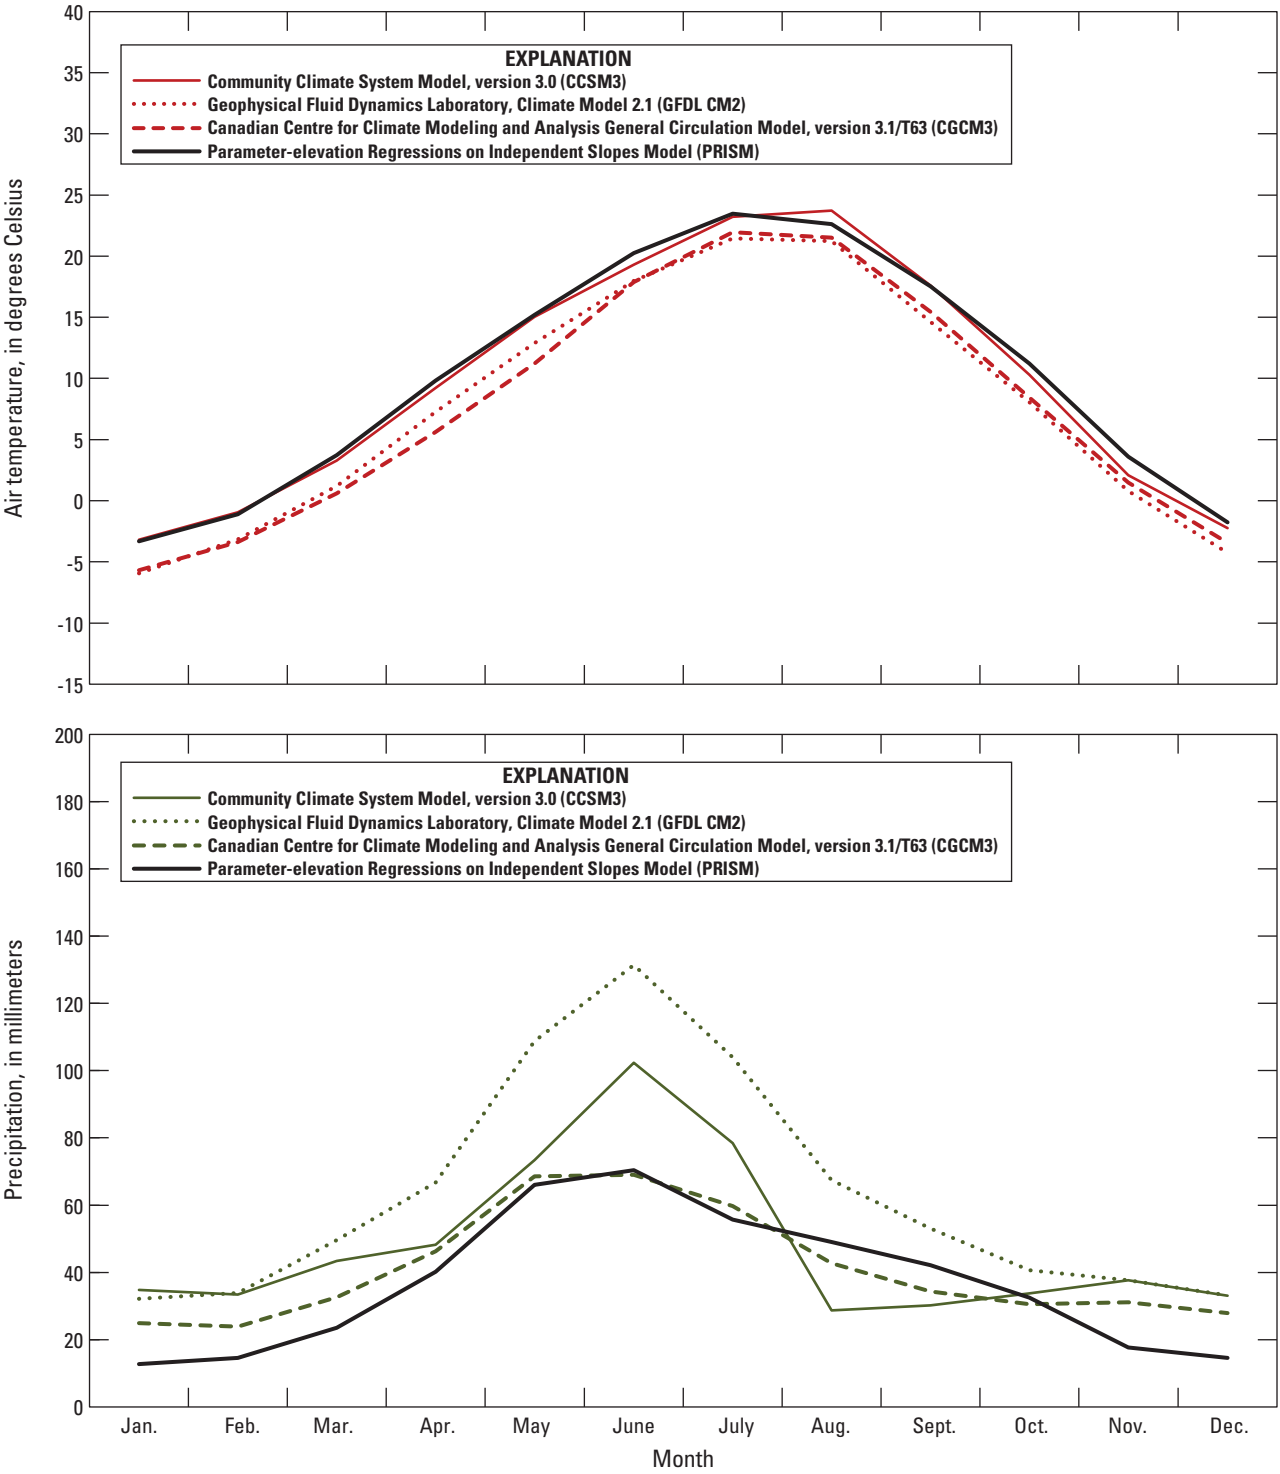 40
35
30
25
20
15
10
5
0
-5
-10
-15
Air temperature, in degrees Celsius
EXPLANATION
Community Climate System Model, version 3.0 (CCSM3)
Geophysical Fluid Dynamics Laboratory, Climate Model 2.1 (GFDL CM2)
Canadian Centre for Climate Modeling and Analysis General Circulation Model, version 3.1/T63 (CGCM3)
Parameter-elevation Regressions on Independent Slopes Model (PRISM)
200
180
160
140
120
100
80
60
40
20
0
Precipitation, in millimeters
EXPLANATION
Community Climate System Model, version 3.0 (CCSM3)
Geophysical Fluid Dynamics Laboratory, Climate Model 2.1 (GFDL CM2)
Canadian Centre for Climate Modeling and Analysis General Circulation Model, version 3.1/T63 (CGCM3)
Parameter-elevation Regressions on Independent Slopes Model (PRISM)
Jan. Feb. Mar. Apr. May June July Aug. Sept. Oct. Nov. Dec.
Month